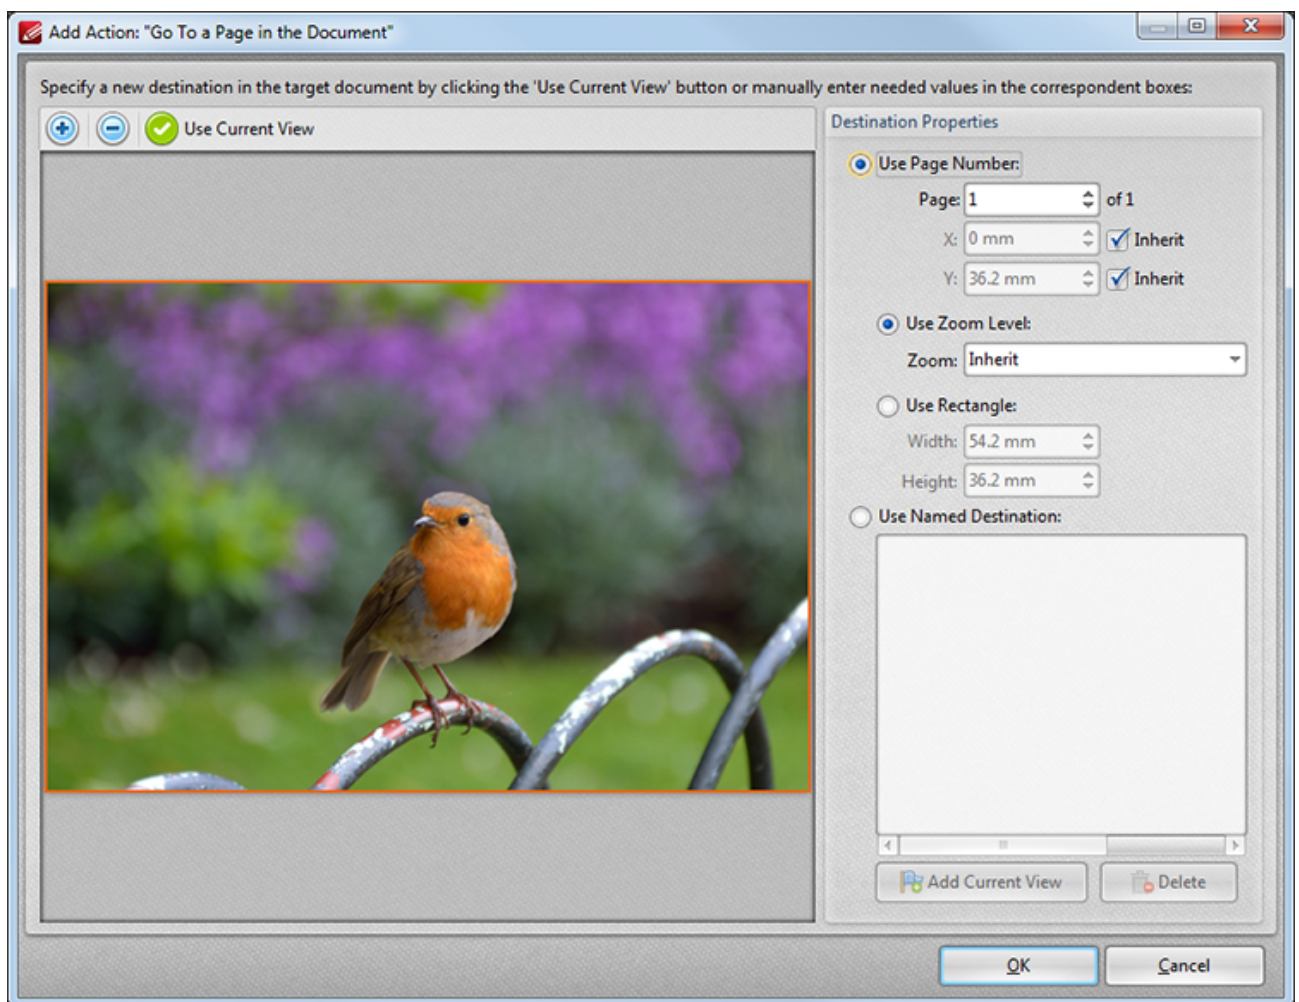 Add Action: "Go To a Page in the Document"
Specify a new destination in the target document by clicking the 'Use Current View' button or manually enter needed values in the correspondent boxes:
Use Current View
Destination Properties
Use Page Number:
Page: 1 of 1
X: 0 mm Inherit
Y: 36.2 mm Inherit
Use Zoom Level:
Zoom: Inherit
Use Rectangle:
Width: 54.2 mm
Height: 36.2 mm
Use Named Destination:
Add Current View Delete
OK Cancel